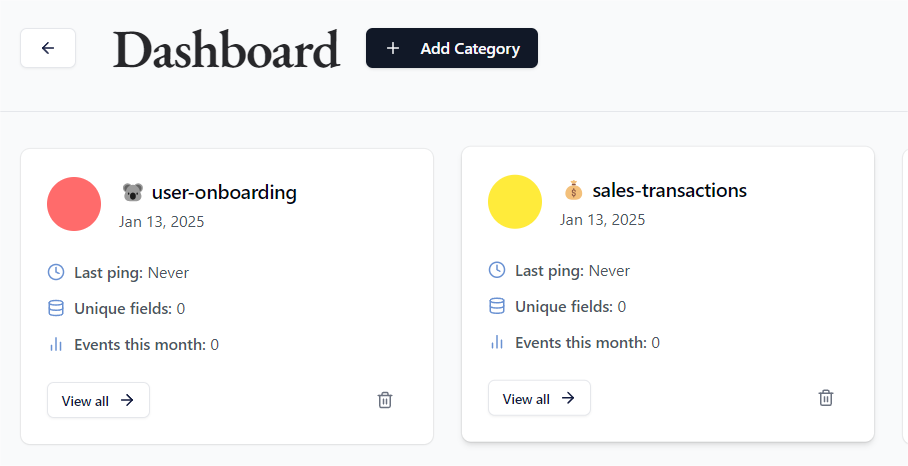 Dashboard
Add Category
user-onboarding
Jan 13, 2025
Last ping: Never
Unique fields: 0
Events this month: 0
View all
sales-transactions
Jan 13, 2025
Last ping: Never
Unique fields: 0
Events this month: 0
View all